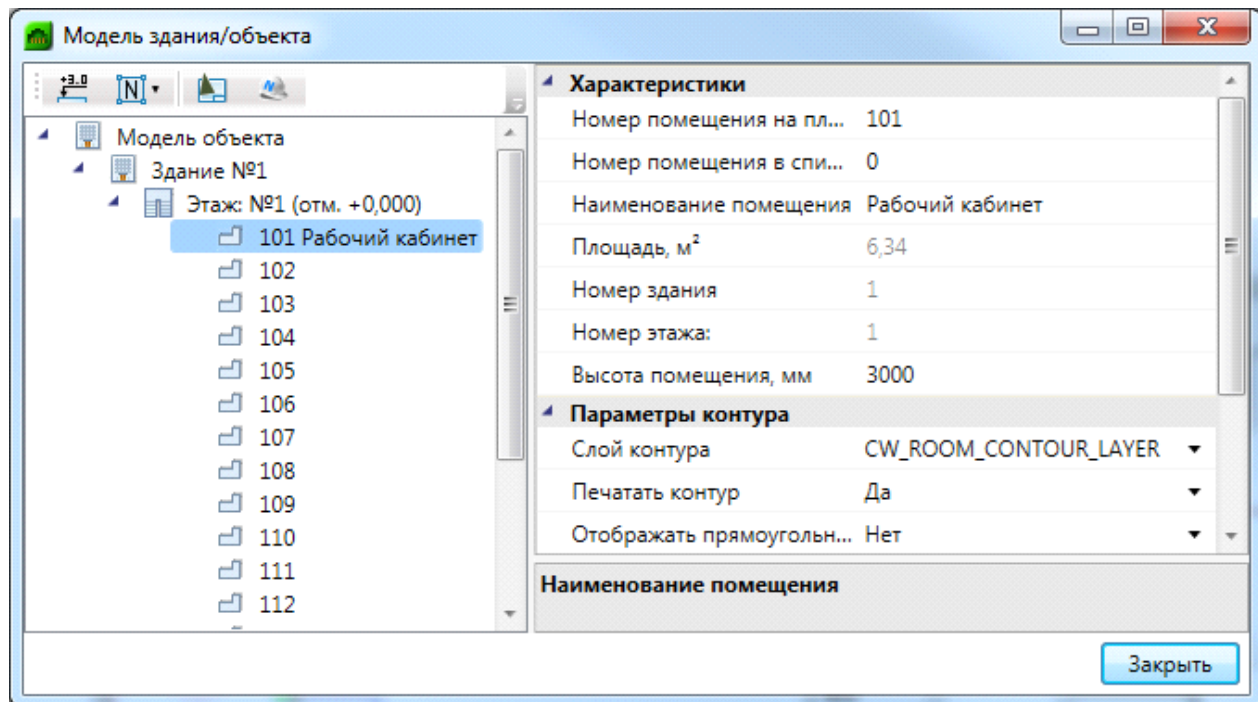 Модель здания/объекта
+3.0
N
Модель объекта
Здание №1
Этаж: №1 (отм. +0,000)
101 Рабочий кабинет
102
103
104
105
106
107
108
109
110
111
112
Характеристики
Номер помещения на пл... 101
Номер помещения в спи... 0
Наименование помещения Рабочий кабинет
Площадь, м² 6,34
Номер здания 1
Номер этажа: 1
Высота помещения, мм 3000
Параметры контура
Слой контура CW_ROOM_CONTOUR_LAYER
Печатать контур Да
Отображать прямоугольн... Нет
Наименование помещения
Закрыть